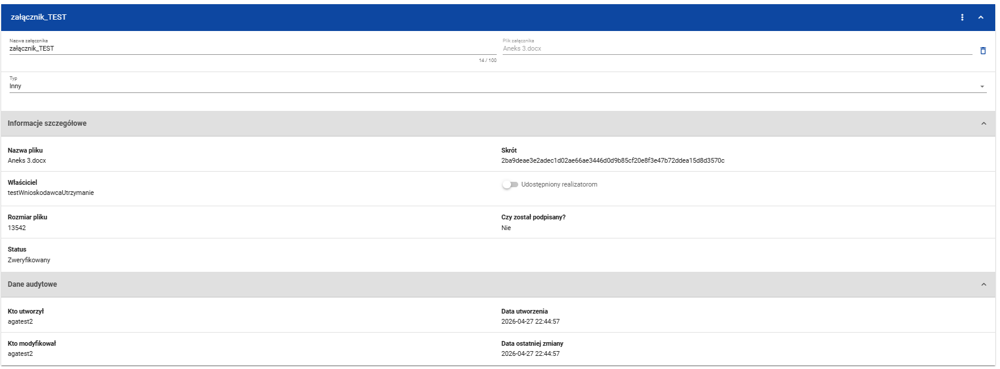 załącznik_TEST
Nazwa załącznika
załącznik_TEST
14 / 100
Plik załącznika
Aneks 3.docx
Typ
Inny
Informacje szczegółowe
Nazwa pliku
Aneks 3.docx
Skrót
2ba9deae3e2adec1d02ae66ae3446d0d9b85cf20e8f3e47b72ddea15d8d3570c
Właściciel
testWnioskodawcaUtrzymanie
Udostępniony realizatorom
Rozmiar pliku
13542
Czy został podpisany?
Nie
Status
Zweryfikowany
Dane audytowe
Kto utworzył
agatest2
Data utworzenia
2026-04-27 22:44:57
Kto modyfikował
agatest2
Data ostatniej zmiany
2026-04-27 22:44:57